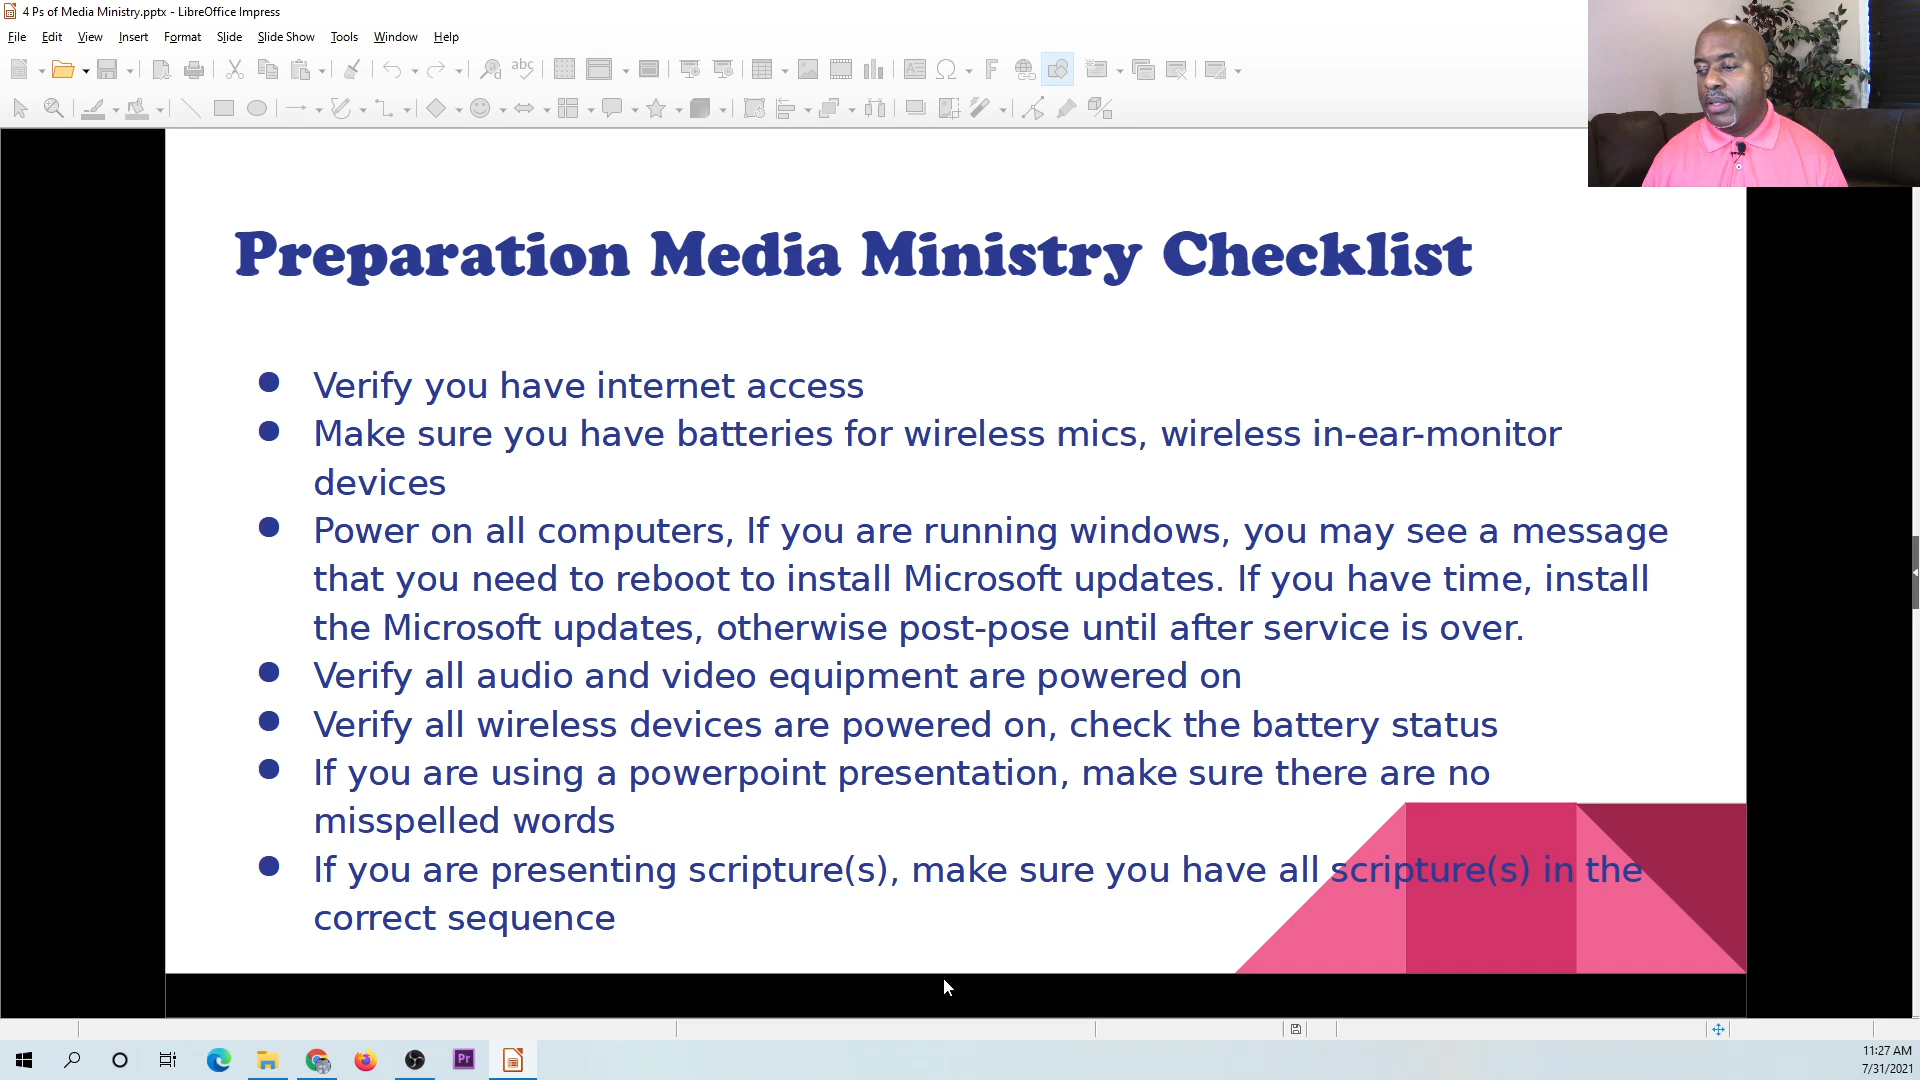 4 Ps of Media Ministry.pptx - LibreOffice Impress
File Edit View Insert Format Slide Slide Show Tools Window Help
abc
Preparation Media Ministry Checklist
● Verify you have internet access
● Make sure you have batteries for wireless mics, wireless in-ear-monitor
devices
● Power on all computers, If you are running windows, you may see a message
that you need to reboot to install Microsoft updates. If you have time, install
the Microsoft updates, otherwise post-pose until after service is over.
● Verify all audio and video equipment are powered on
● Verify all wireless devices are powered on, check the battery status
● If you are using a powerpoint presentation, make sure there are no
misspelled words
● If you are presenting scripture(s), make sure you have all scripture(s) in the
correct sequence
Pr
11:27 AM
7/31/2021